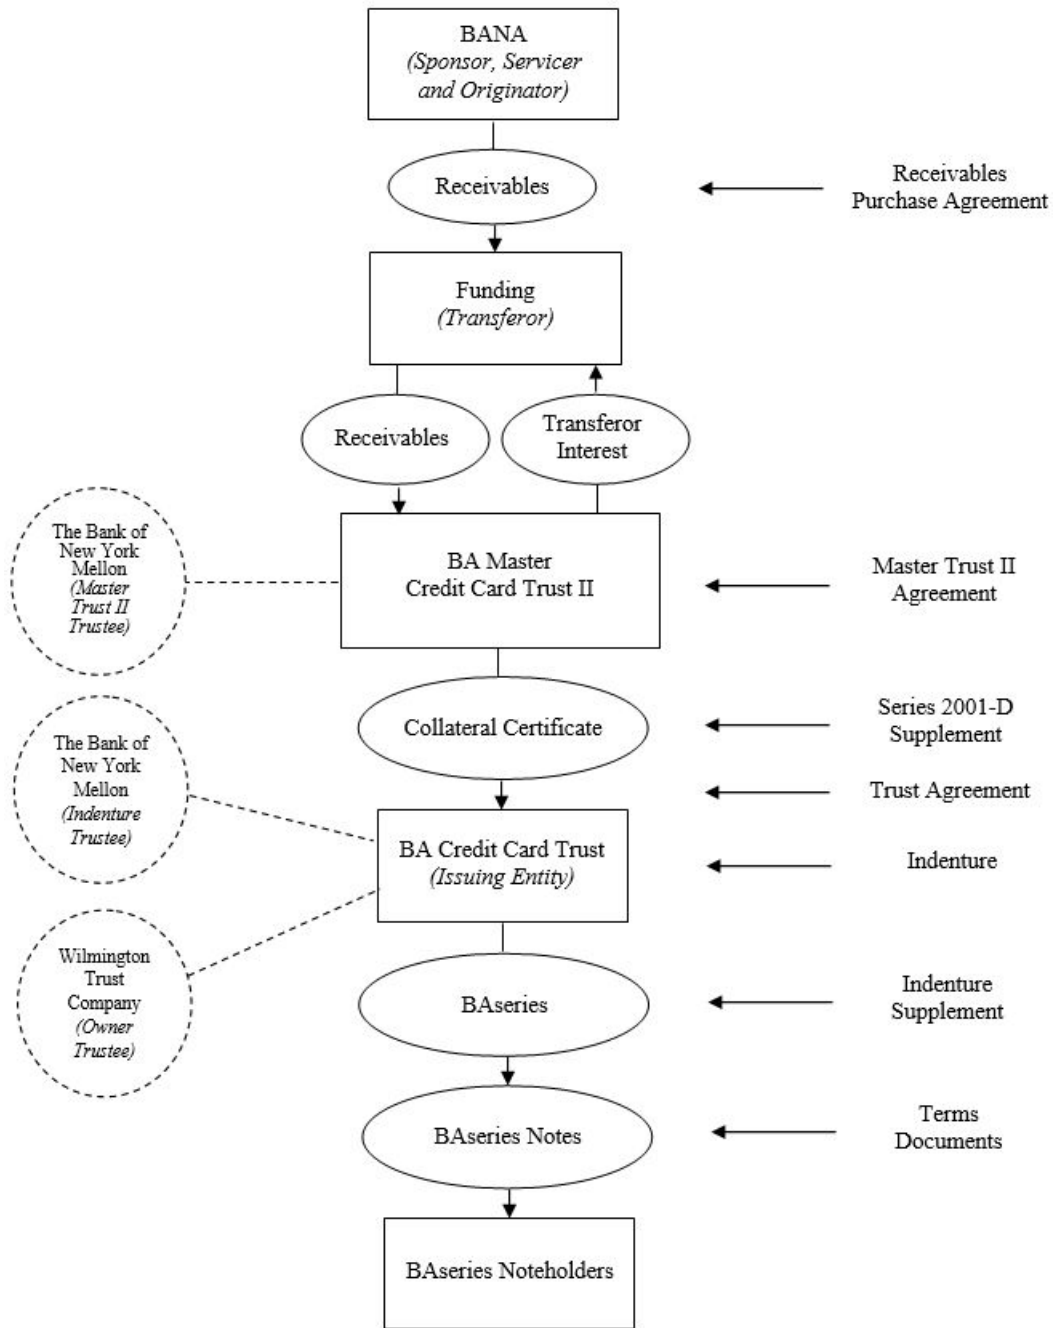 BANA
(Sponsor, Servicer
and Originator)
Receivables
Receivables
Purchase Agreement
Funding
(Transferor)
Receivables
Transferor
Interest
The Bank of
New York
Mellon
(Master
Trust II
Trustee)
BA Master
Credit Card Trust II
Master Trust II
Agreement
Collateral Certificate
Series 2001-D
Supplement
The Bank of
New York
Mellon
(Indenture
Trustee)
Trust Agreement
BA Credit Card Trust
(Issuing Entity)
Indenture
Wilmington
Trust
Company
(Owner
Trustee)
BAseries
Indenture
Supplement
BAseries Notes
Terms
Documents
BAseries Noteholders